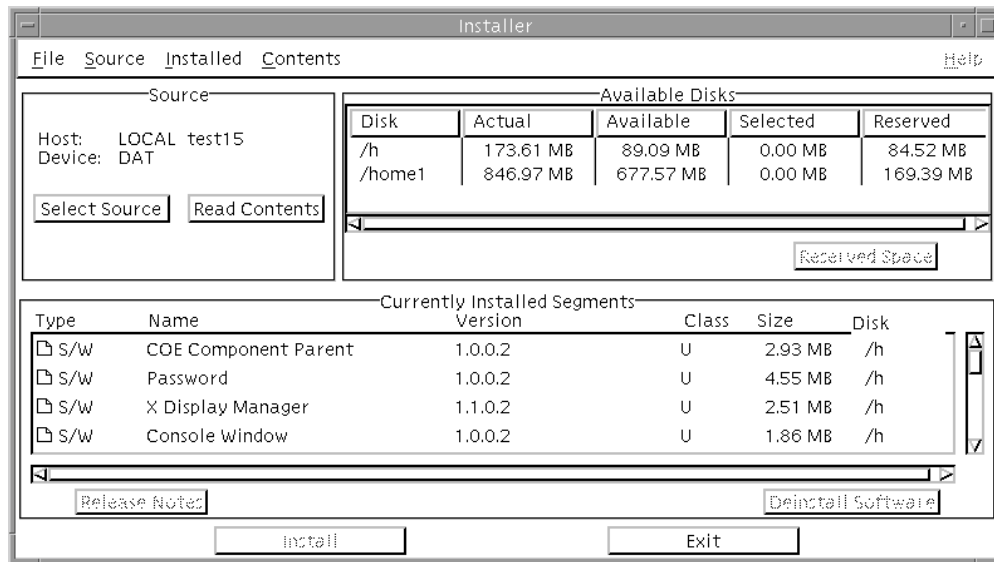 Installer
File Source Installed Contents Help
Source
Host: LOCAL test15
Device: DAT
Select Source Read Contents
Available Disks
Disk Actual Available Selected Reserved
/h 173.61 MB 89.09 MB 0.00 MB 84.52 MB
/home1 846.97 MB 677.57 MB 0.00 MB 169.39 MB
Reserved Space
Currently Installed Segments
Type Name Version Class Size Disk
S/W COE Component Parent 1.0.0.2 U 2.93 MB /h
S/W Password 1.0.0.2 U 4.55 MB /h
S/W X Display Manager 1.1.0.2 U 2.51 MB /h
S/W Console Window 1.0.0.2 U 1.86 MB /h
Release Notes Deinstall Software
Install Exit